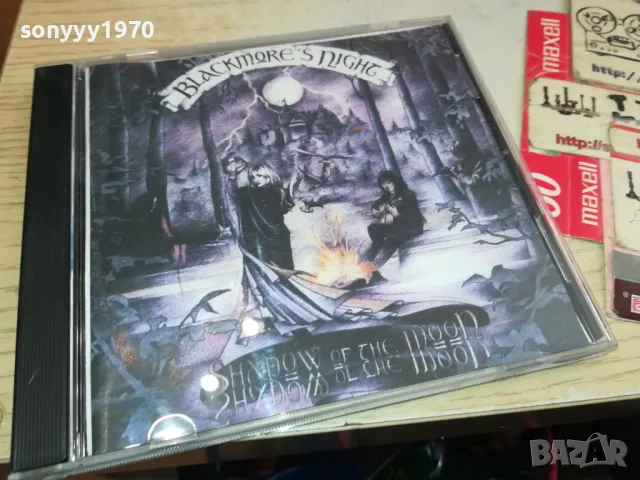 sonyyy1970
BLACKMORE'S NIGHT
SHADOW OF THE MOON
SHADOW OF THE MOON
maxell
http:/
http://s
maxell
BAZAR